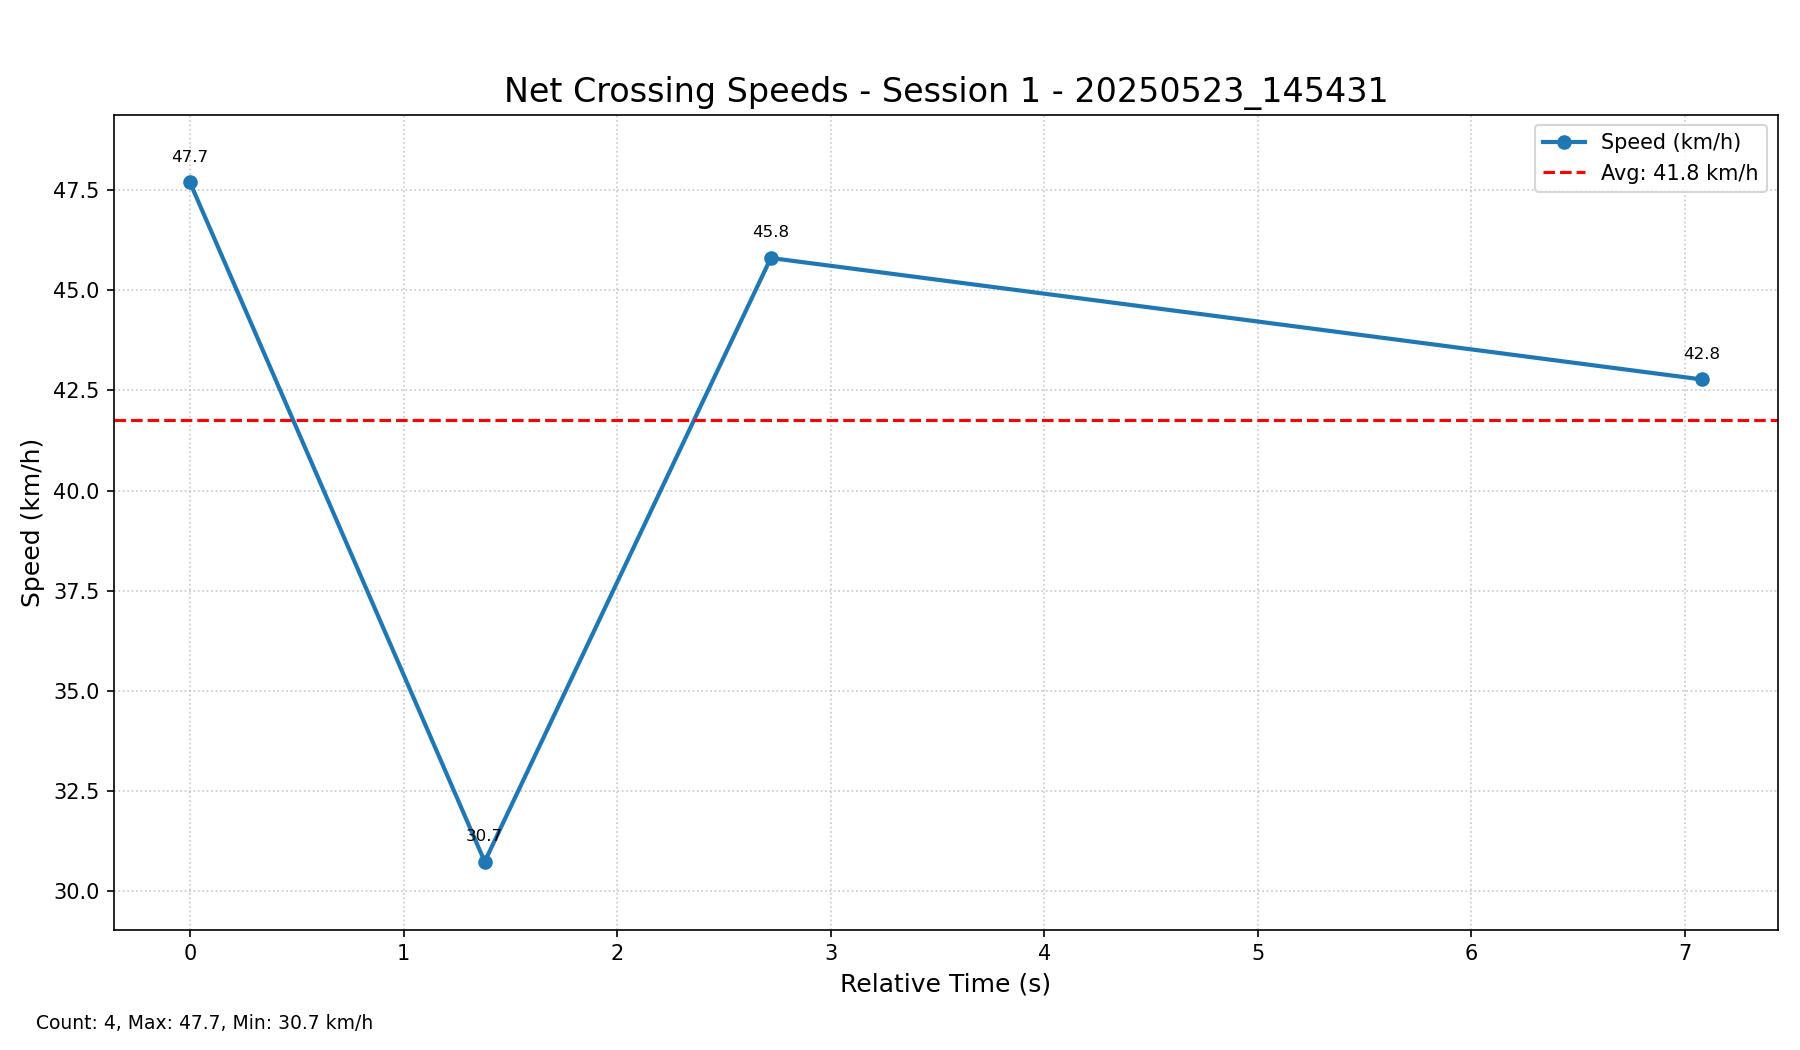 Net Crossing Speeds - Session 1 - 20250523_145431
Speed (km/h)
Avg: 41.8 km/h
47.7
45.8
42.8
30.7
47.5
45.0
42.5
40.0
37.5
35.0
32.5
30.0
Speed (km/h)
0 1 2 3 4 5 6 7
Relative Time (s)
Count: 4, Max: 47.7, Min: 30.7 km/h